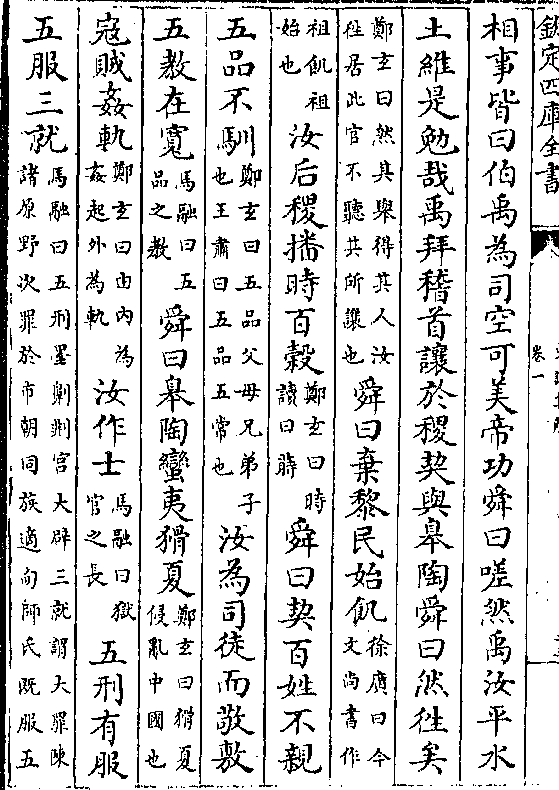 欽定四庫全書
卷一
相事皆曰伯禹為司空可美帝功舜曰嗟然禹汝平水
土維是勉哉禹拜稽首讓於稷契與皋陶舜曰然往矣
鄭玄曰然其舉得其人汝
往居此官不聽其所讓也
舜曰棄黎民始飢
徐廣曰今
文尚書作
祖飢祖
始也
汝后稷播時百穀
鄭玄曰時
讀曰蒔
舜曰契百姓不親
五品不馴
鄭玄曰五品父母兄弟子
也王肅曰五品五常也
汝為司徒而敬敷
五教在寛
馬融曰五
品之教
舜曰皋陶蠻夷猾夏
鄭玄曰猾夏
侵亂中國也
寇賊姦軌
鄭玄曰由內為
姦起外為軌
汝作士
馬融曰獄
官之長
五刑有服
五服三就
馬融曰五刑墨劓剕宫大辟三就謂大罪陳
諸原野次罪於市朝同族適甸師氏既服五